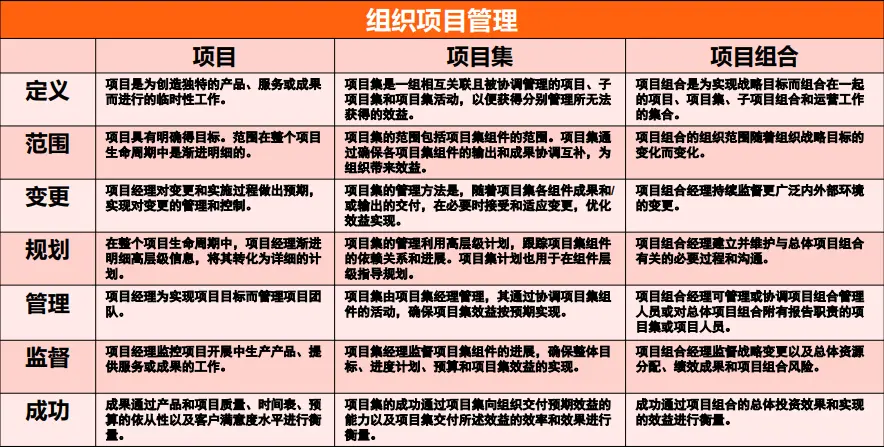 组织项目管理
项目 项目集 项目组合
定义
项目是为创造独特的产品、服务或成果
而进行的临时性工作。
项目集是一组相互关联且被协调管理的项目、子
项目集和项目集活动，以便获得分别管理所无法
获得的效益。
项目组合是为实现战略目标而组合在一起
的项目、项目集、子项目组合和运营工作
的集合。
范围
项目具有明确得目标。范围在整个项目
生命周期中是渐进明细的。
项目集的范围包括项目集组件的范围。项目集通
过确保各项目集组件的输出和成果协调互补，为
组织带来效益。
项目组合的组织范围随着组织战略目标的
变化而变化。
变更
项目经理对变更和实施过程做出预期，
实现对变更的管理和控制。
项目集的管理方法是，随着项目集各组件成果和/
或输出的交付，在必要时接受和适应变更，优化
效益实现。
项目组合经理持续监督更广泛内外部环境
的变更。
规划
在整个项目生命周期中，项目经理渐进
明细高层级信息，将其转化为详细的计
划。
项目集的管理利用高层级计划，跟踪项目集组件
的依赖关系和进展。项目集计划也用于在组件层
级指导规划。
项目组合经理建立并维护与总体项目组合
有关的必要过程和沟通。
管理
项目经理为实现项目目标而管理项目团
队。
项目集由项目集经理管理，其通过协调项目集组
件的活动，确保项目集效益按预期实现。
项目组合经理可管理或协调项目组合管理
人员或对总体项目组合附有报告职责的项
目集或项目人员。
监督
项目经理监控项目开展中生产产品、提
供服务或成果的工作。
项目集经理监督项目集组件的进展，确保整体目
标、进度计划、预算和项目集效益的实现。
项目组合经理监督战略变更以及总体资源
分配、绩效成果和项目组合风险。
成功
成果通过产品和项目质量、时间表、预
算的依从性以及客户满意度水平进行衡
量。
项目集的成功通过项目集向组织交付预期效益的
能力以及项目集交付所述效益的效率和效果进行
衡量。
成功通过项目组合的总体投资效果和实现
的效益进行衡量。